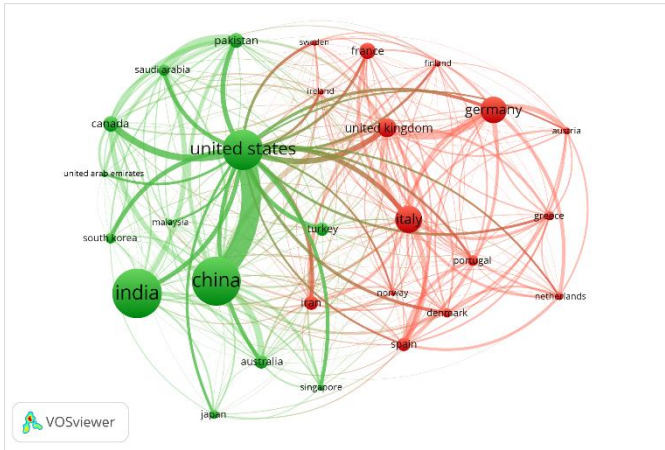 sweden
pakistan
france
finland
saudi arabia
ireland
germany
canada
united kingdom
austria
united states
united arab emirates
malaysia
italy
greece
turkey
south korea
portugal
china
india
norway
netherlands
iran
denmark
spain
australia
singapore
japan
VOSviewer